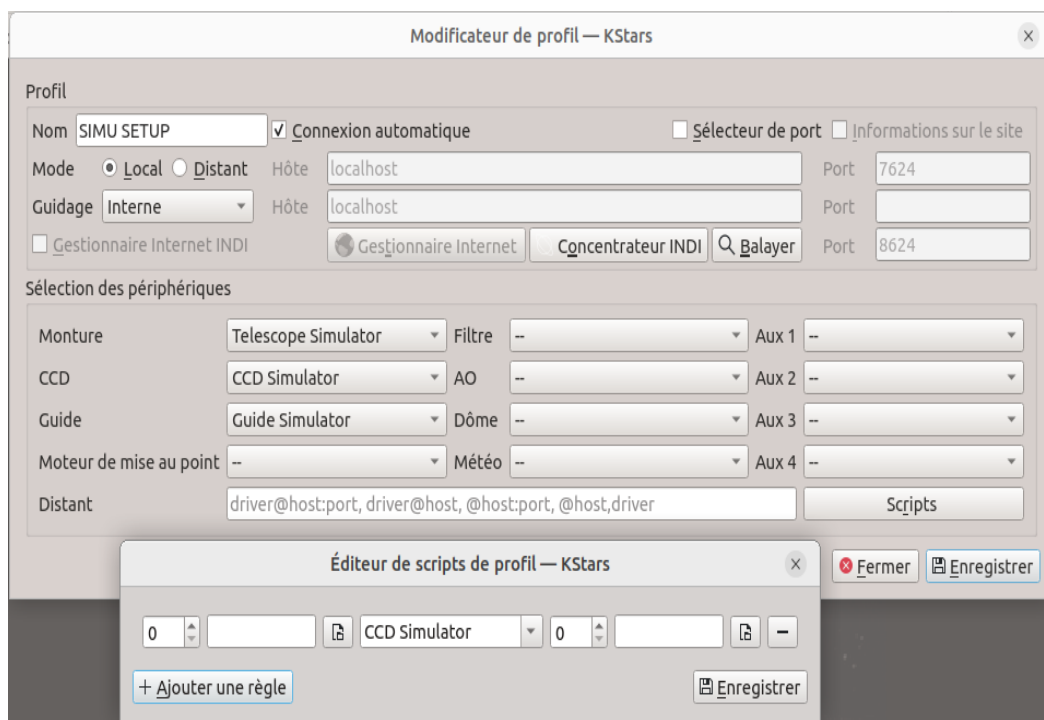 Modificateur de profil — KStars
Profil
Nom SIMU SETUP Connexion automatique Sélecteur de port Informations sur le site
Mode Local Distant Hôte localhost Port 7624
Guidage Interne Hôte localhost Port
Gestionnaire Internet INDI Gestionnaire Internet Concentrateur INDI Balayer Port 8624
Sélection des périphériques
Monture Telescope Simulator Filtre -- Aux 1 --
CCD CCD Simulator AO -- Aux 2 --
Guide Guide Simulator Dôme -- Aux 3 --
Moteur de mise au point -- Météo -- Aux 4 --
Distant driver@host:port, driver@host, @host:port, @host,driver Scripts
Fermer Enregistrer
Éditeur de scripts de profil — KStars
0 CCD Simulator 0
+ Ajouter une règle Enregistrer